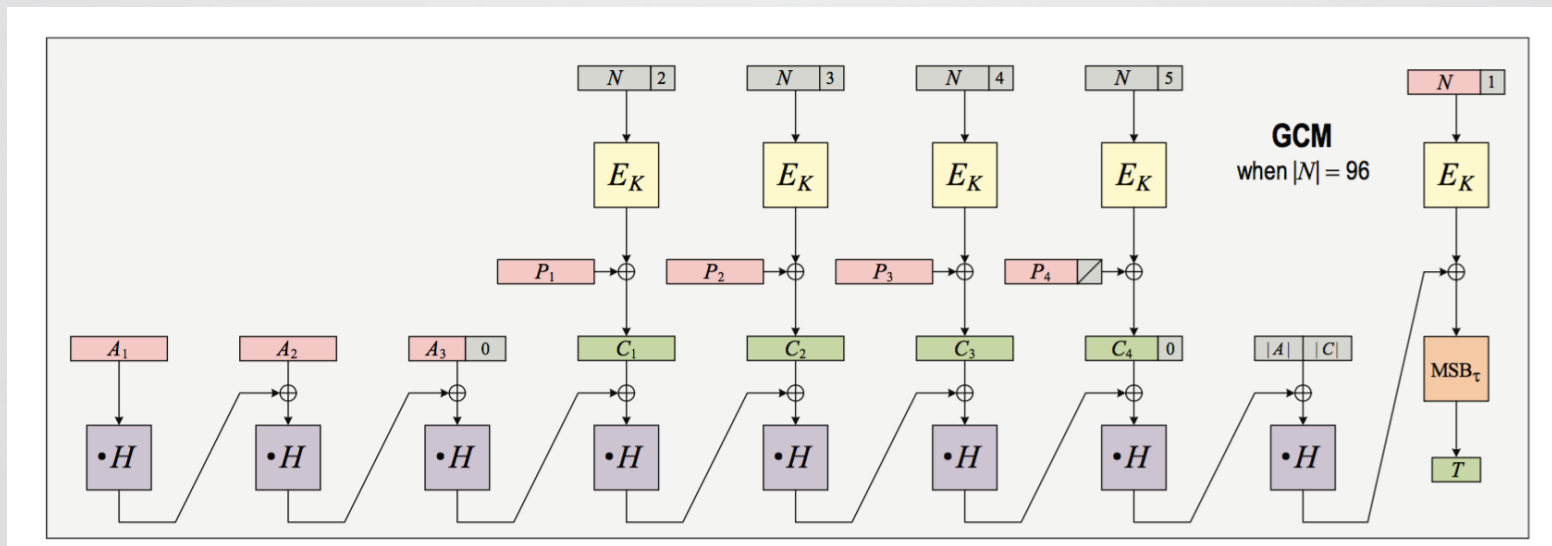 N 2 N 3 N 4 N 5 N 1
GCM
when |N| = 96
E_K E_K E_K E_K E_K
P_1 P_2 P_3 P_4
A_1 A_2 A_3 0 C_1 C_2 C_3 C_4 0 |A| |C|
MSB_τ
•H •H •H •H •H •H •H •H
T